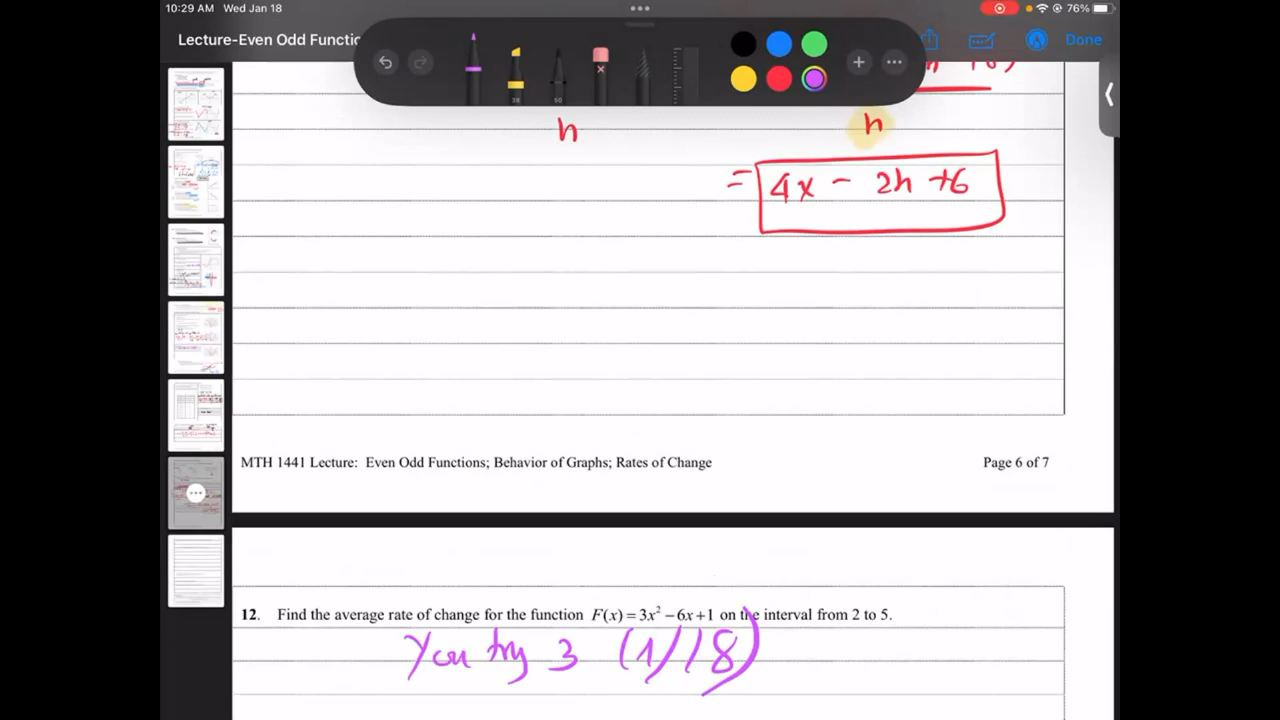 10:29 AM Wed Jan 18
76%
Lecture-Even Odd Functio
Done
h
h
= 4x - 2h +6
MTH 1441 Lecture: Even Odd Functions; Behavior of Graphs; Rates of Change
Page 6 of 7
12. Find the average rate of change for the function F(x) = 3x² − 6x + 1 on the interval from 2 to 5.
You try 3 (1/18)